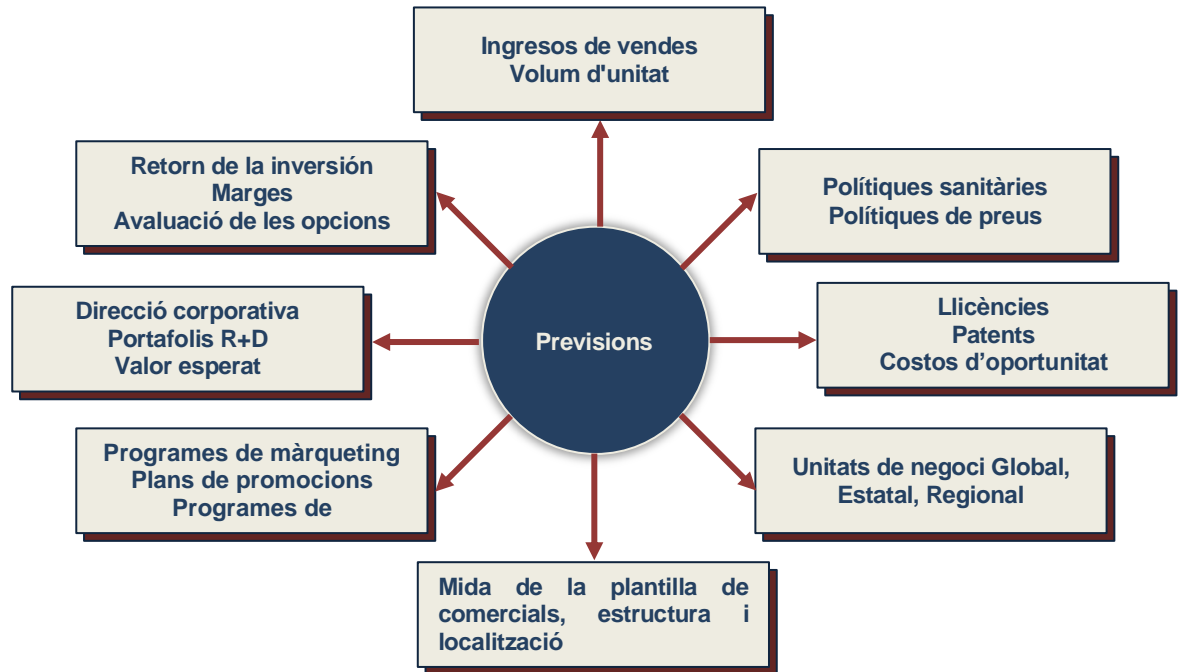 Ingresos de vendes
Volum d'unitat
Retorn de la inversión
Marges
Avaluació de les opcions
Polítiques sanitàries
Polítiques de preus
Direcció corporativa
Portafolis R+D
Valor esperat
Previsions
Llicències
Patents
Costos d’oportunitat
Programes de màrqueting
Plans de promocions
Programes de
Unitats de negoci Global,
Estatal, Regional
Mida de la plantilla de
comercials, estructura i
localització